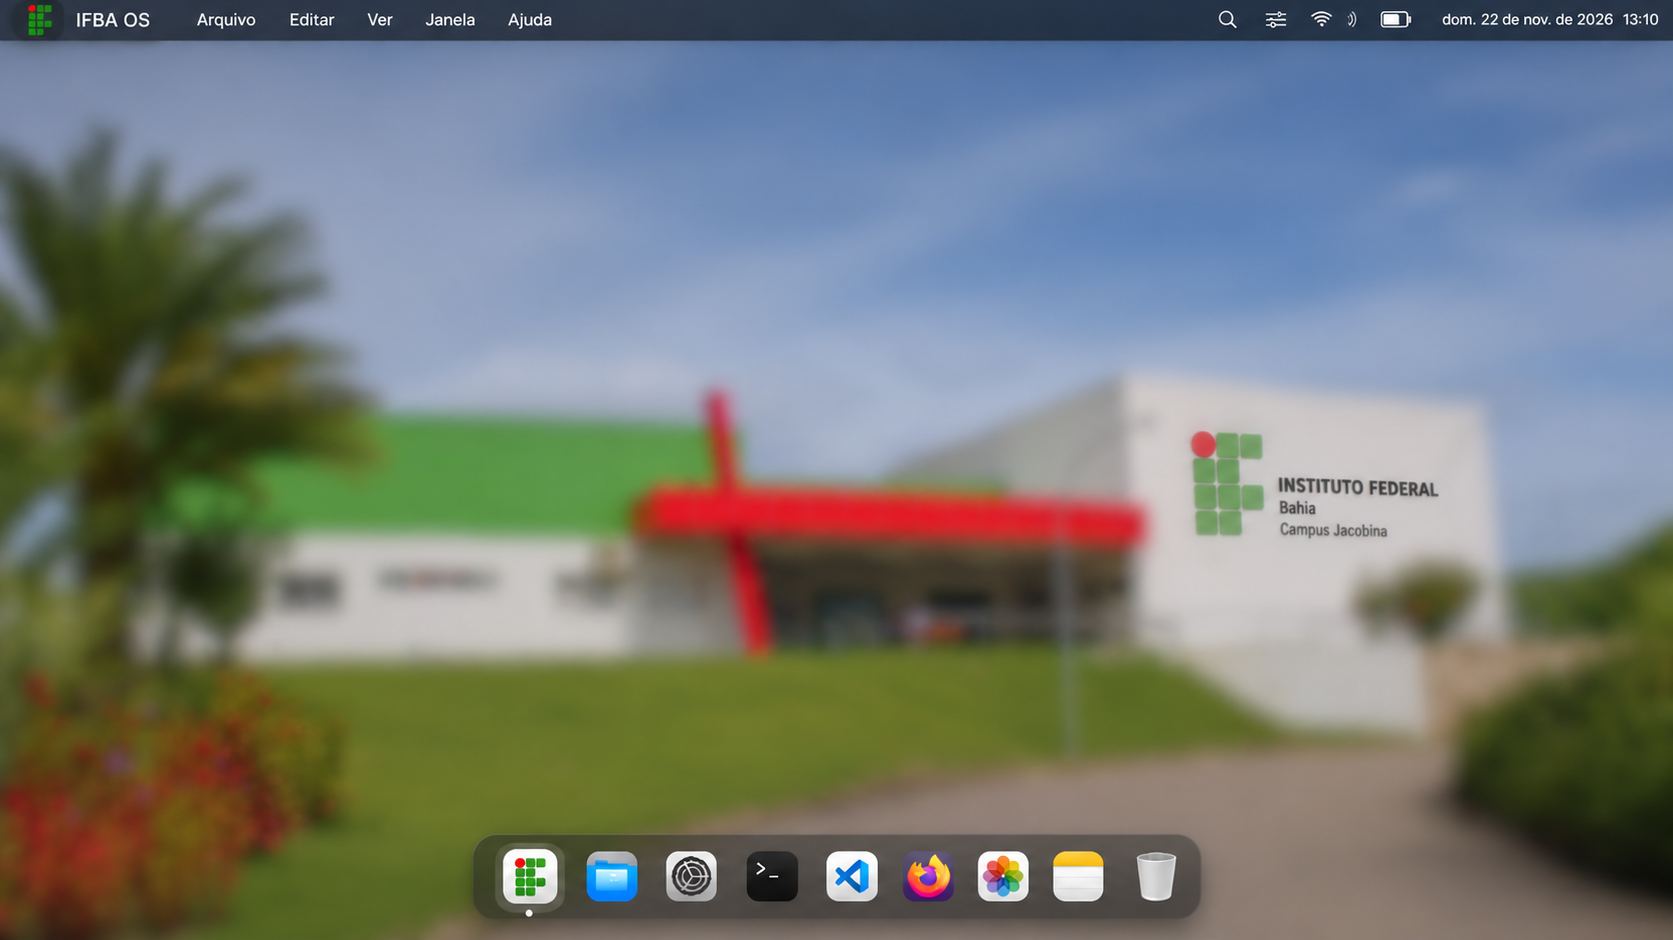 IFBA OS Arquivo Editar Ver Janela Ajuda dom. 22 de nov. de 2026 13:10
INSTITUTO FEDERAL
Bahia
Campus Jacobina